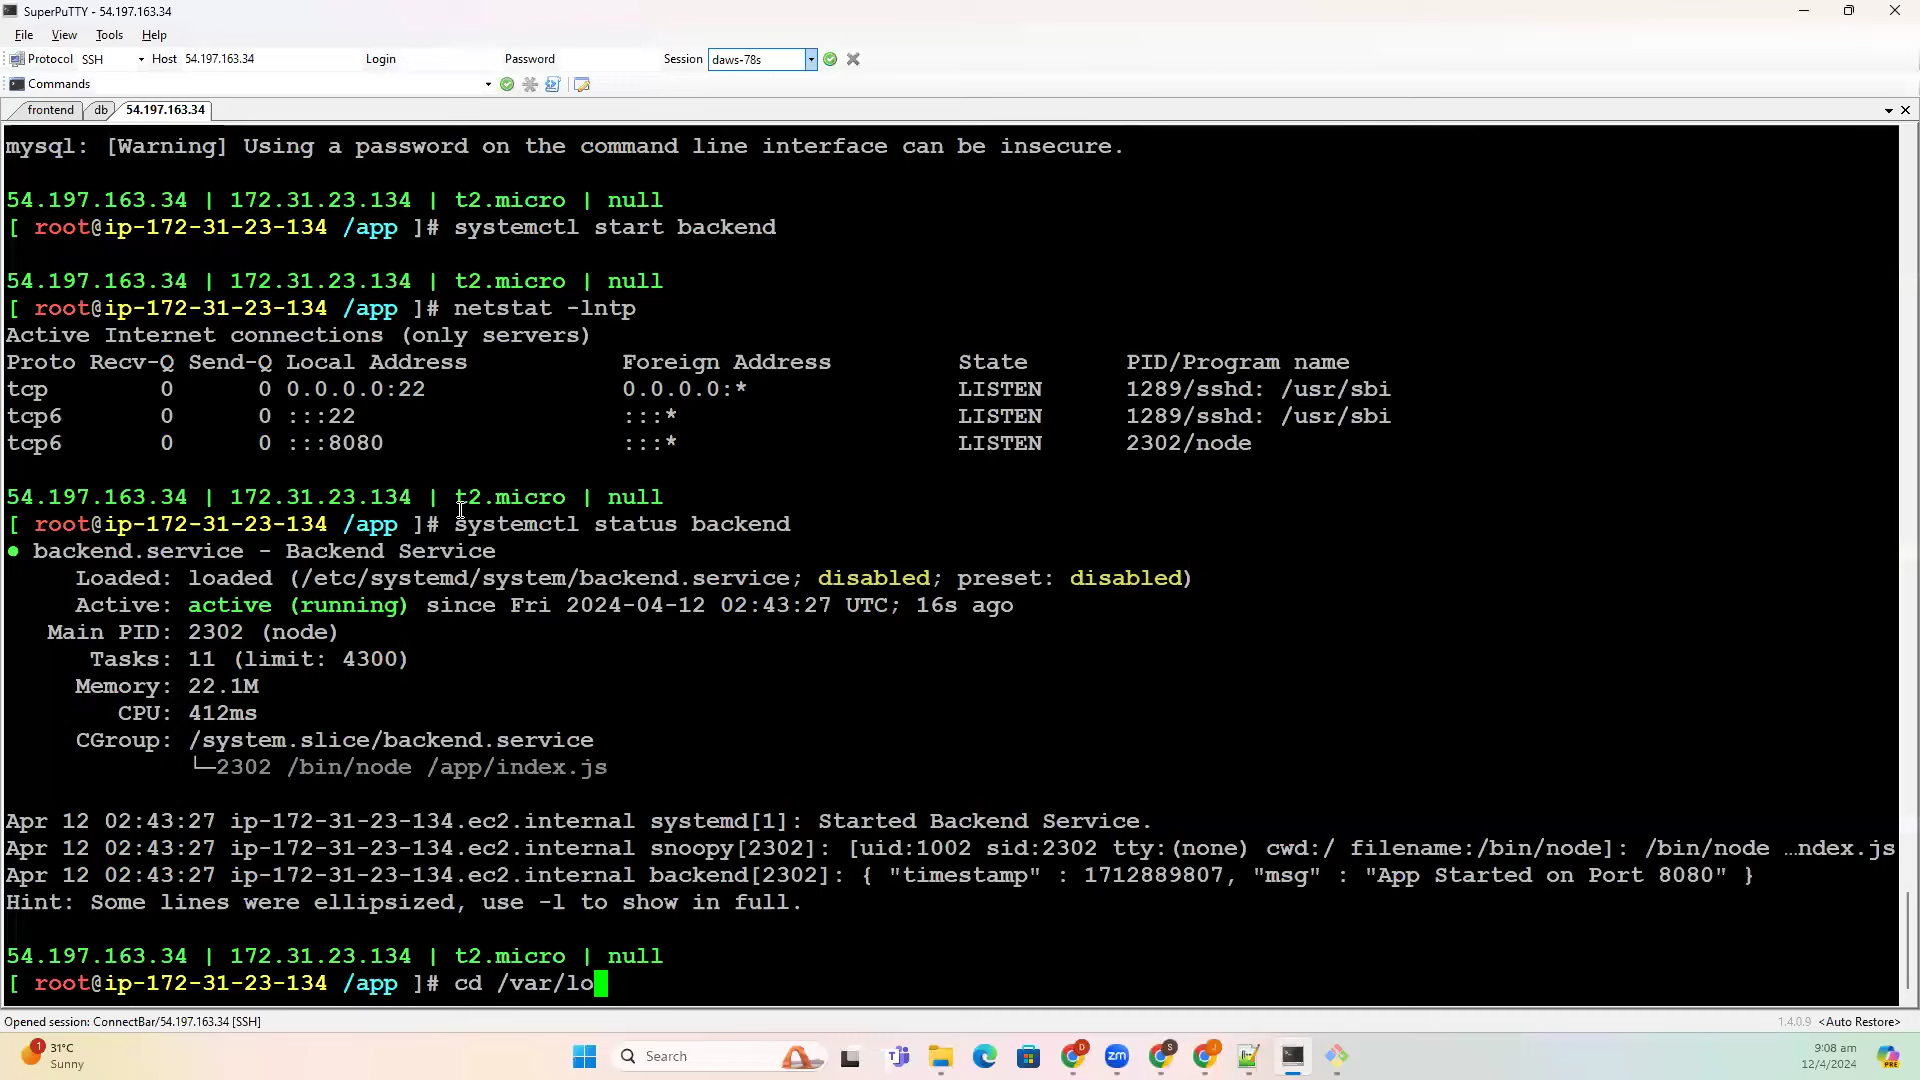 SuperPuTTY - 54.197.163.34
File View Tools Help
Protocol SSH Host 54.197.163.34 Login Password Session daws-78s
Commands
frontend db 54.197.163.34
mysql: [Warning] Using a password on the command line interface can be insecure.
54.197.163.34 | 172.31.23.134 | t2.micro | null
[ root@ip-172-31-23-134 /app ]# systemctl start backend
54.197.163.34 | 172.31.23.134 | t2.micro | null
[ root@ip-172-31-23-134 /app ]# netstat -lntp
Active Internet connections (only servers)
Proto Recv-Q Send-Q Local Address Foreign Address State PID/Program name
tcp 0 0 0.0.0.0:22 0.0.0.0:* LISTEN 1289/sshd: /usr/sbi
tcp6 0 0 :::22 :::* LISTEN 1289/sshd: /usr/sbi
tcp6 0 0 :::8080 :::* LISTEN 2302/node
54.197.163.34 | 172.31.23.134 | t2.micro | null
[ root@ip-172-31-23-134 /app ]# systemctl status backend
● backend.service - Backend Service
Loaded: loaded (/etc/systemd/system/backend.service; disabled; preset: disabled)
Active: active (running) since Fri 2024-04-12 02:43:27 UTC; 16s ago
Main PID: 2302 (node)
Tasks: 11 (limit: 4300)
Memory: 22.1M
CPU: 412ms
CGroup: /system.slice/backend.service
└─2302 /bin/node /app/index.js
Apr 12 02:43:27 ip-172-31-23-134.ec2.internal systemd[1]: Started Backend Service.
Apr 12 02:43:27 ip-172-31-23-134.ec2.internal snoopy[2302]: [uid:1002 sid:2302 tty:(none) cwd:/ filename:/bin/node]: /bin/node …ndex.js
Apr 12 02:43:27 ip-172-31-23-134.ec2.internal backend[2302]: { "timestamp" : 1712889807, "msg" : "App Started on Port 8080" }
Hint: Some lines were ellipsized, use -l to show in full.
54.197.163.34 | 172.31.23.134 | t2.micro | null
[ root@ip-172-31-23-134 /app ]# cd /var/lo
Opened session: ConnectBar/54.197.163.34 [SSH] 1.4.0.9 <Auto Restore>
1 31°C
Sunny
Search
9:08 am
12/4/2024